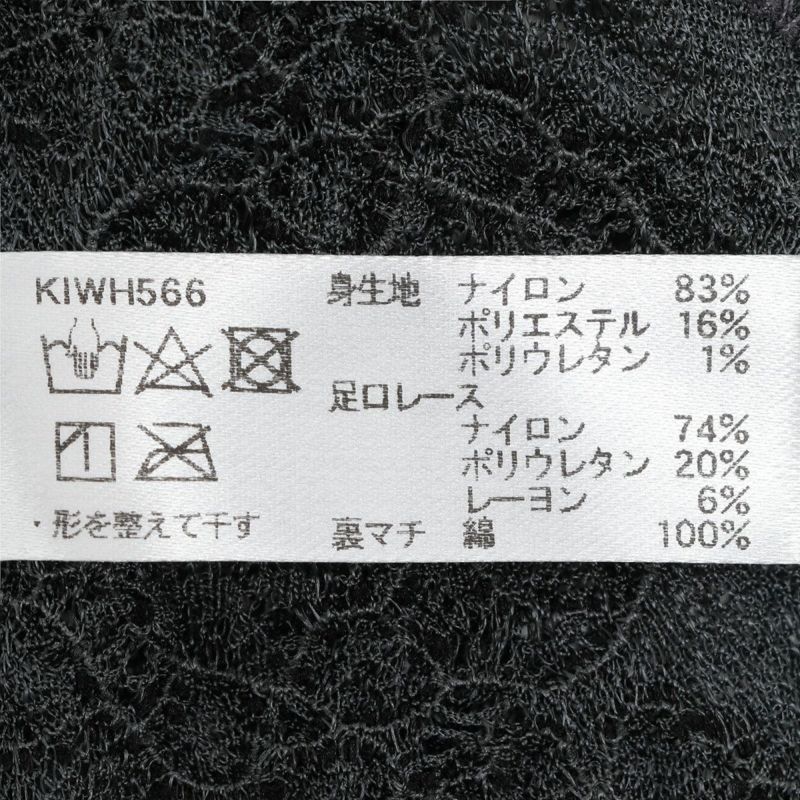 KIWH566
・形を整えて干す
身生地 ナイロン 83%
ポリエステル 16%
ポリウレタン 1%
足口レース
ナイロン 74%
ポリウレタン 20%
レーヨン 6%
裏マチ 綿 100%